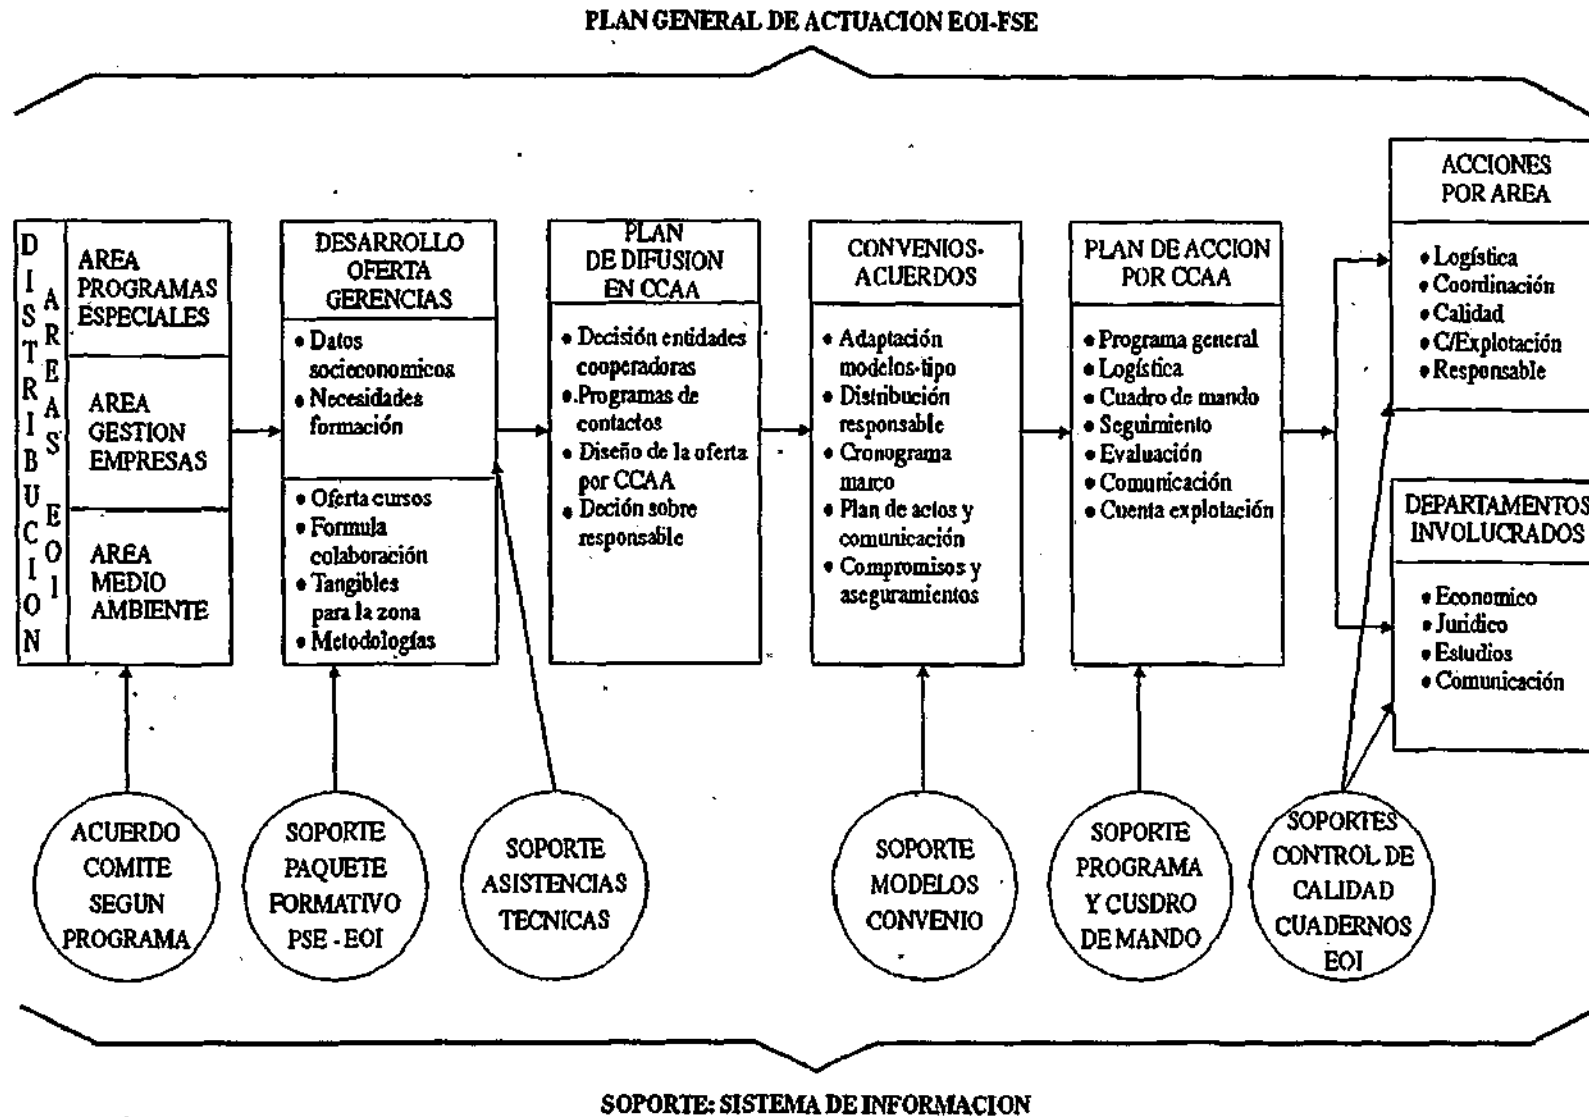 PLAN GENERAL DE ACTUACION EOI-FSE
DISTRIBUCION
AREAS EOI
AREA
PROGRAMAS
ESPECIALES
AREA
GESTION
EMPRESAS
AREA
MEDIO
AMBIENTE
DESARROLLO
OFERTA
GERENCIAS
• Datos
socieconomicos
• Necesidades
formación
• Oferta cursos
• Formula
colaboración
• Tangibles
para la zona
• Metodologías
PLAN
DE DIFUSION
EN CCAA
• Decisión entidades
cooperadoras
• Programas de
contactos
• Diseño de la oferta
por CCAA
• Deción sobre
responsable
CONVENIOS-
ACUERDOS
• Adaptación
modelos-tipo
• Distribución
responsable
• Cronograma
marco
• Plan de actos y
comunicación
• Compromisos y
aseguramientos
PLAN DE ACCION
POR CCAA
• Programa general
• Logística
• Cuadro de mando
• Seguimiento
• Evaluación
• Comunicación
• Cuenta explotación
ACCIONES
POR AREA
• Logística
• Coordinación
• Calidad
• C/Explotación
• Responsable
DEPARTAMENTOS
INVOLUCRADOS
• Economico
• Juridico
• Estudios
• Comunicación
ACUERDO
COMITE
SEGUN
PROGRAMA
SOPORTE
PAQUETE
FORMATIVO
PSE - EOI
SOPORTE
ASISTENCIAS
TECNICAS
SOPORTE
MODELOS
CONVENIO
SOPORTE
PROGRAMA
Y CUSDRO
DE MANDO
SOPORTES
CONTROL DE
CALIDAD
CUADERNOS
EOI
SOPORTE: SISTEMA DE INFORMACION